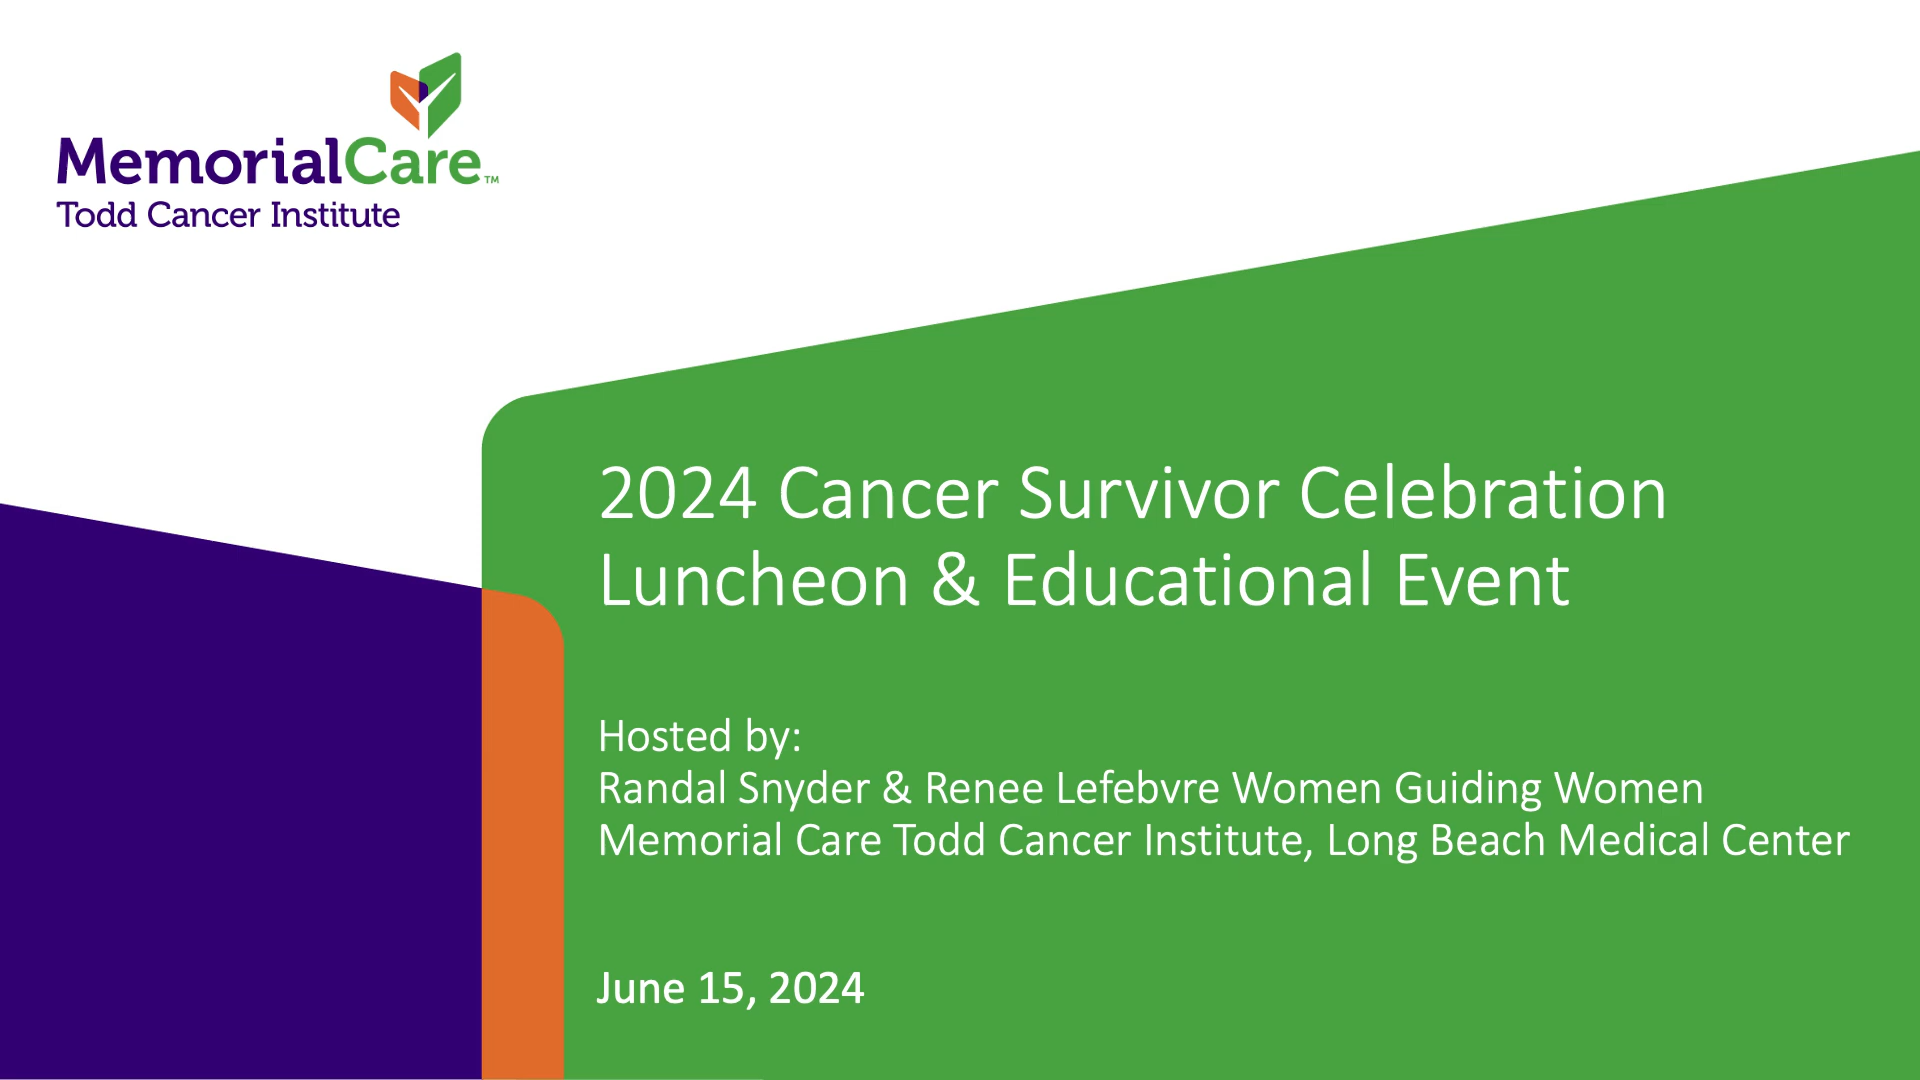 MemorialCare™
Todd Cancer Institute
2024 Cancer Survivor Celebration
Luncheon & Educational Event
Hosted by:
Randal Snyder & Renee Lefebvre Women Guiding Women
Memorial Care Todd Cancer Institute, Long Beach Medical Center
June 15, 2024